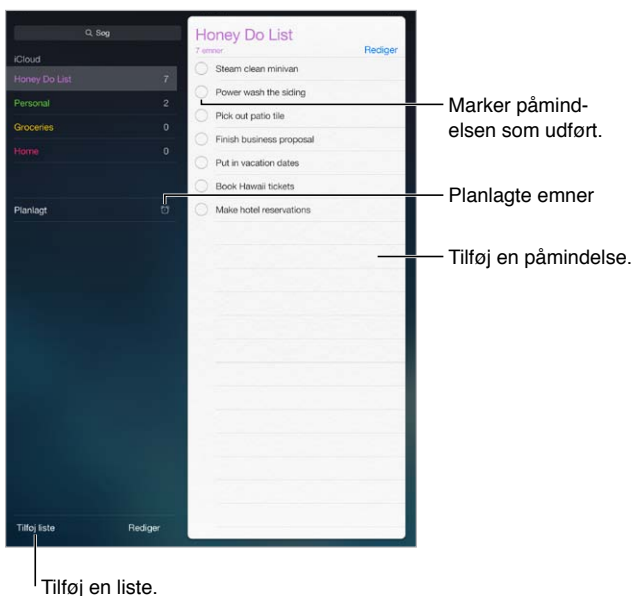 Søg
iCloud
Honey Do List 7
Personal 2
Groceries 0
Home 0
Planlagt
Tilføj liste Rediger
Honey Do List
7 emner Rediger
Steam clean minivan
Power wash the siding
Pick out patio tile
Finish business proposal
Put in vacation dates
Book Hawaii tickets
Make hotel reservations
Marker påmind-
elsen som udført.
Planlagte emner
Tilføj en påmindelse.
Tilføj en liste.